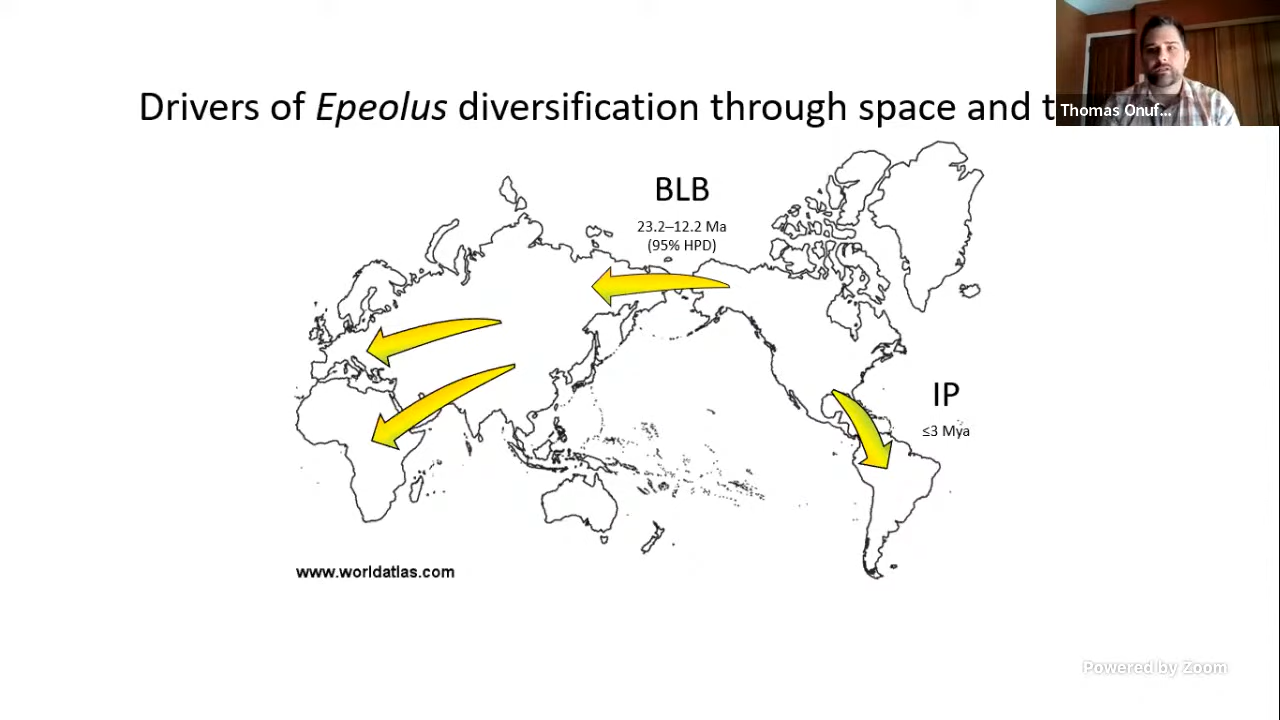 Drivers of Epeolus diversification through space and t
Thomas Onuf...
BLB
23.2–12.2 Ma
(95% HPD)
IP
≤3 Mya
www.worldatlas.com
Powered by Zoom